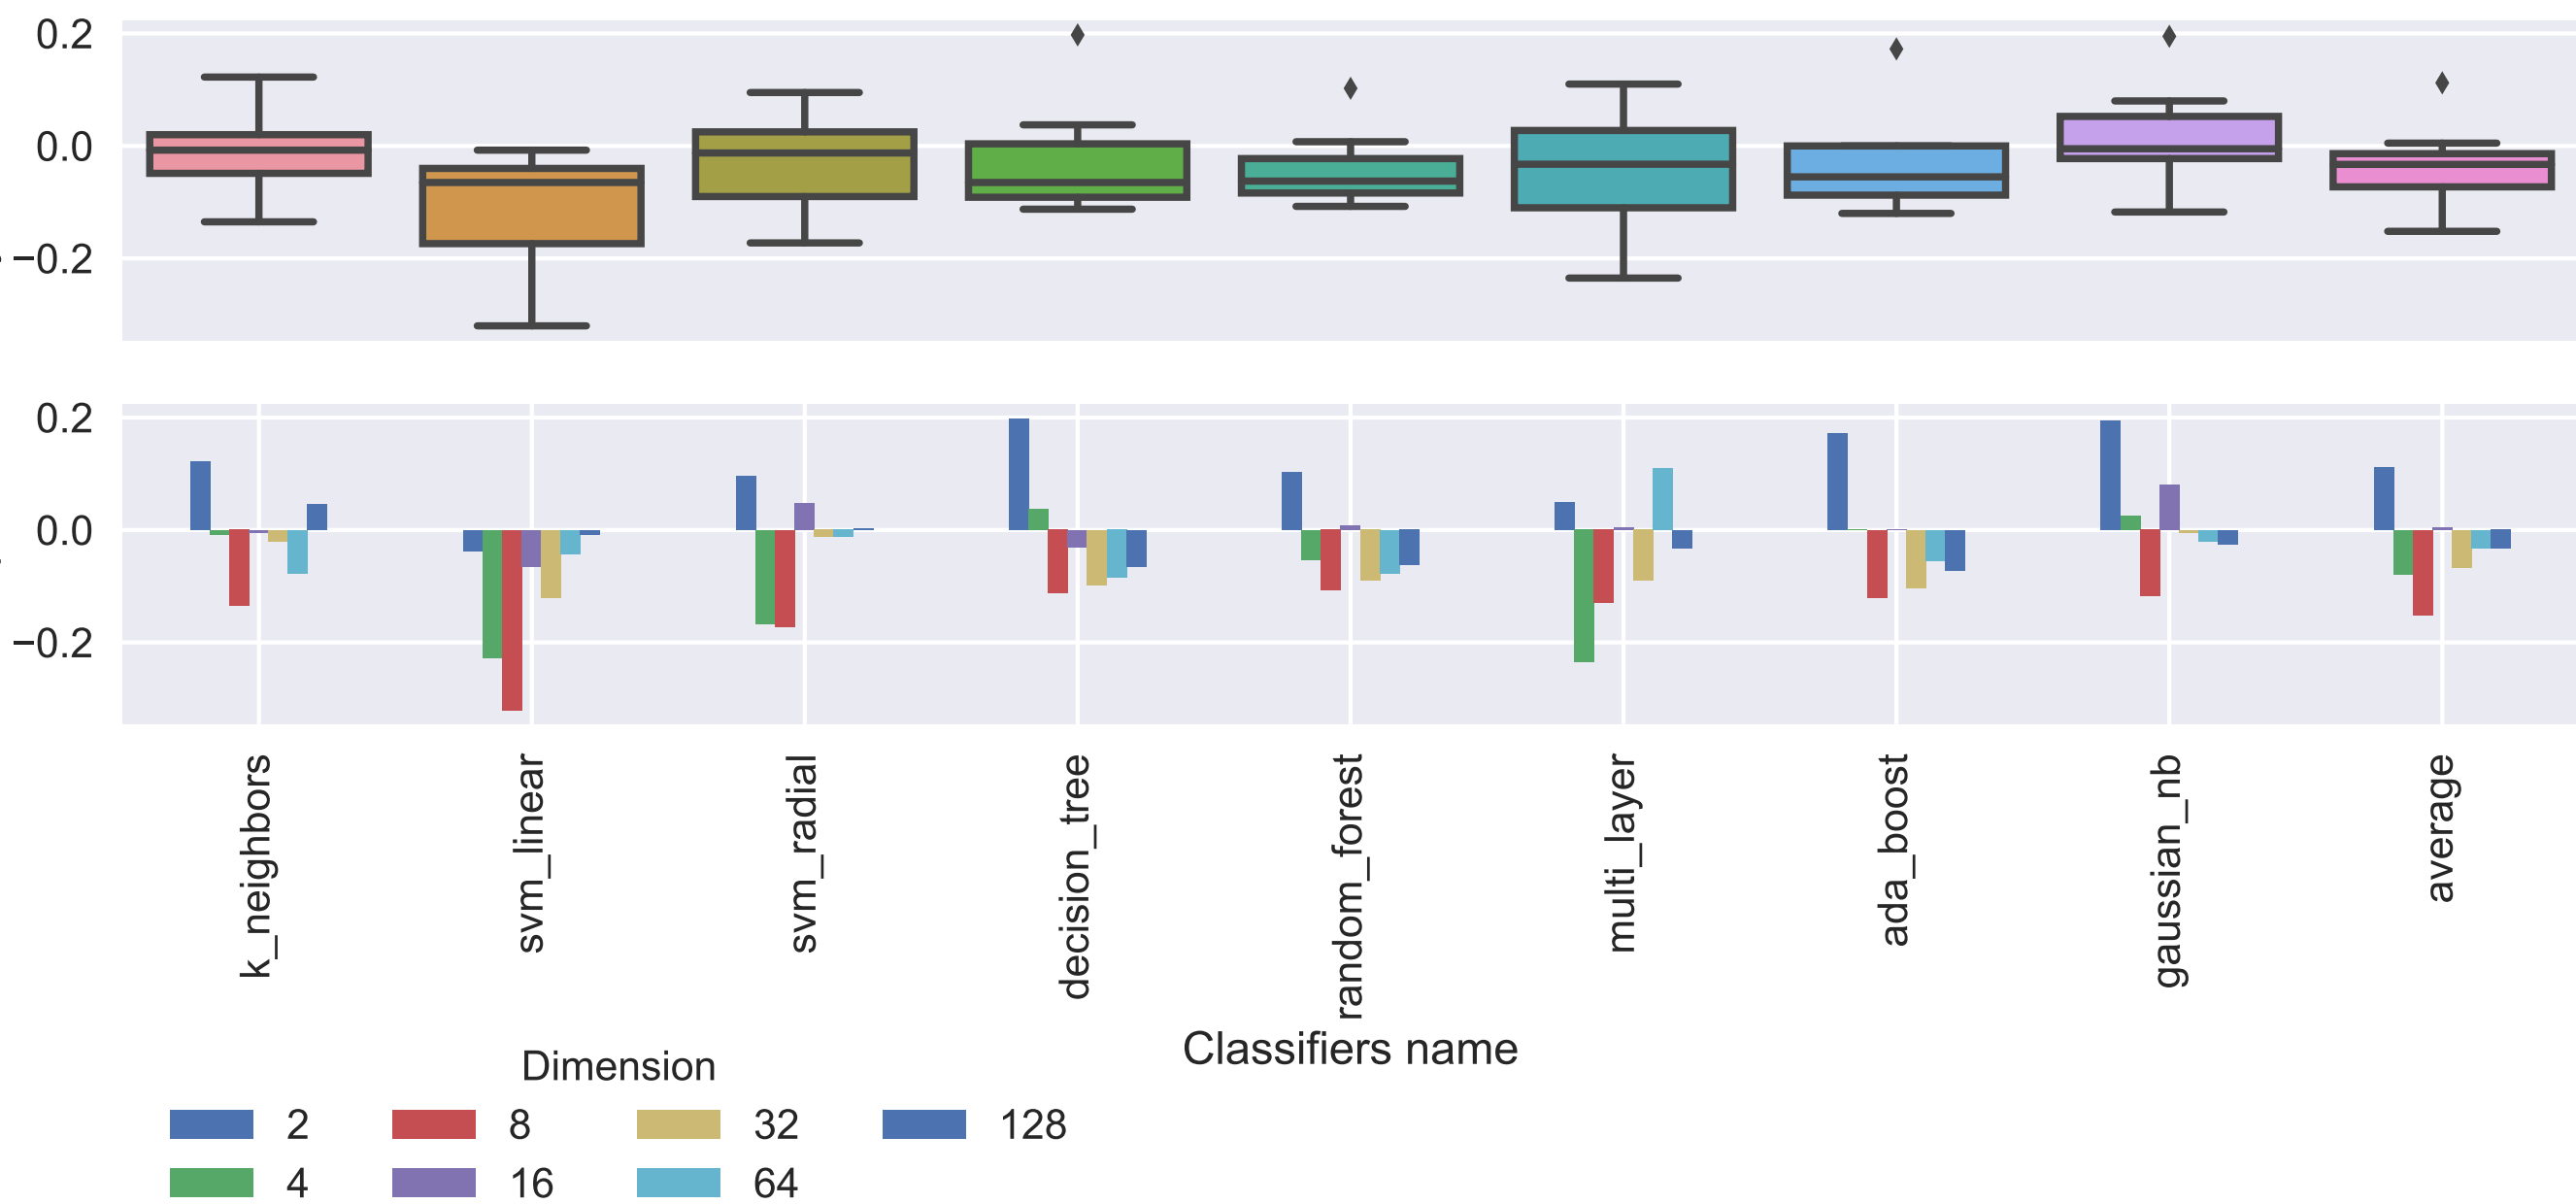 0.2
0.0
−0.2
0.2
0.0
−0.2
k_neighbors
svm_linear
svm_radial
decision_tree
random_forest
multi_layer
ada_boost
gaussian_nb
average
Classifiers name
Dimension
2 8 32 128
4 16 64